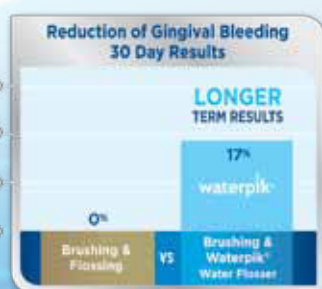 Reduction of Gingival Bleeding
30 Day Results
LONGER
TERM RESULTS
17%
waterpik®
0%
Brushing &
Flossing
VS
Brushing &
Waterpik®
Water Flosser